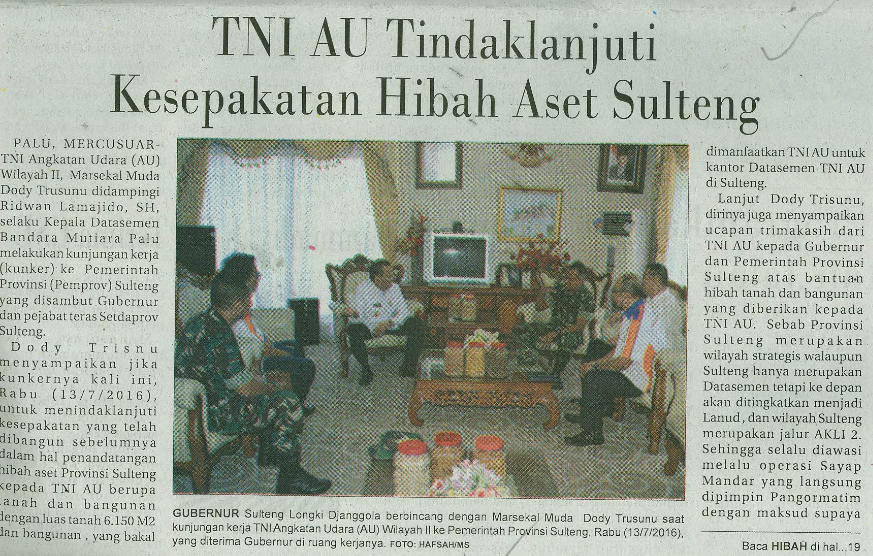 TNI AU Tindaklanjuti
Kesepakatan Hibah Aset Sulteng
PALU, MERCUSUAR-
TNI Angkatan Udara (AU)
Wilayah II, Marsekal Muda
Dody Trusunu didampingi
Ridwan Lamajido, SH,
selaku Kepala Datasemen
Bandara Mutiara Palu
melakukan kunjungan kerja
(kunker) ke Pemerintah
Provinsi (Pemprov) Sulteng
yang disambut Gubernur
dan pejabat teras Setdaprov
Sulteng.
Dody Trisnu
menyampaikan jika
kunkernya kali ini,
Rabu (13/7/2016),
untuk menindaklanjuti
kesepakatan yang telah
dibangun sebelumnya
dalam hal penandatangan
hibah aset Provinsi Sulteng
kepada TNI AU berupa
tanah dan bangunan
dengan luas tanah 6.150 M2
dan bangunan , yang bakal
GUBERNUR Sulteng Longki Djanggola berbincang dengan Marsekal Muda Dody Trusunu saat
kunjungan kerja TNI Angkatan Udara (AU) Wilayah II ke Pemerintah Provinsi Sulteng, Rabu (13/7/2016),
yang diterima Gubernur di ruang kerjanya. FOTO: HAFSAH/MS
dimanfaatkan TNI AU untuk
kantor Datasemen TNI AU
di Sulteng.
Lanjut Dody Trisunu,
dirinya juga menyampaikan
ucapan trimakasih dari
TNI AU kepada Gubernur
dan Pemerintah Provinsi
Sulteng atas bantuan
hibah tanah dan bangunan
yang diberikan kepada
TNI AU. Sebab Provinsi
Sulteng merupakan
wilayah strategis walaupun
Sulteng hanya merupakan
Datasemen tetapi ke depan
akan ditingkatkan menjadi
Lanud, dan wilayah Sulteng
merupakan jalur AKLI 2.
Sehingga selalu diawasi
melalu operasi Sayap
Mandar yang langsung
dipimpin Pangormatim
dengan maksud supaya
Baca HIBAH di hal...19